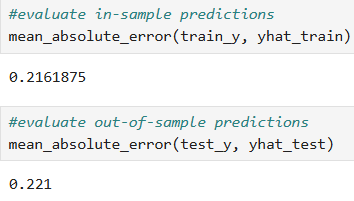 #evaluate in-sample predictions
mean_absolute_error(train_y, yhat_train)
0.2161875
#evaluate out-of-sample predictions
mean_absolute_error(test_y, yhat_test)
0.221